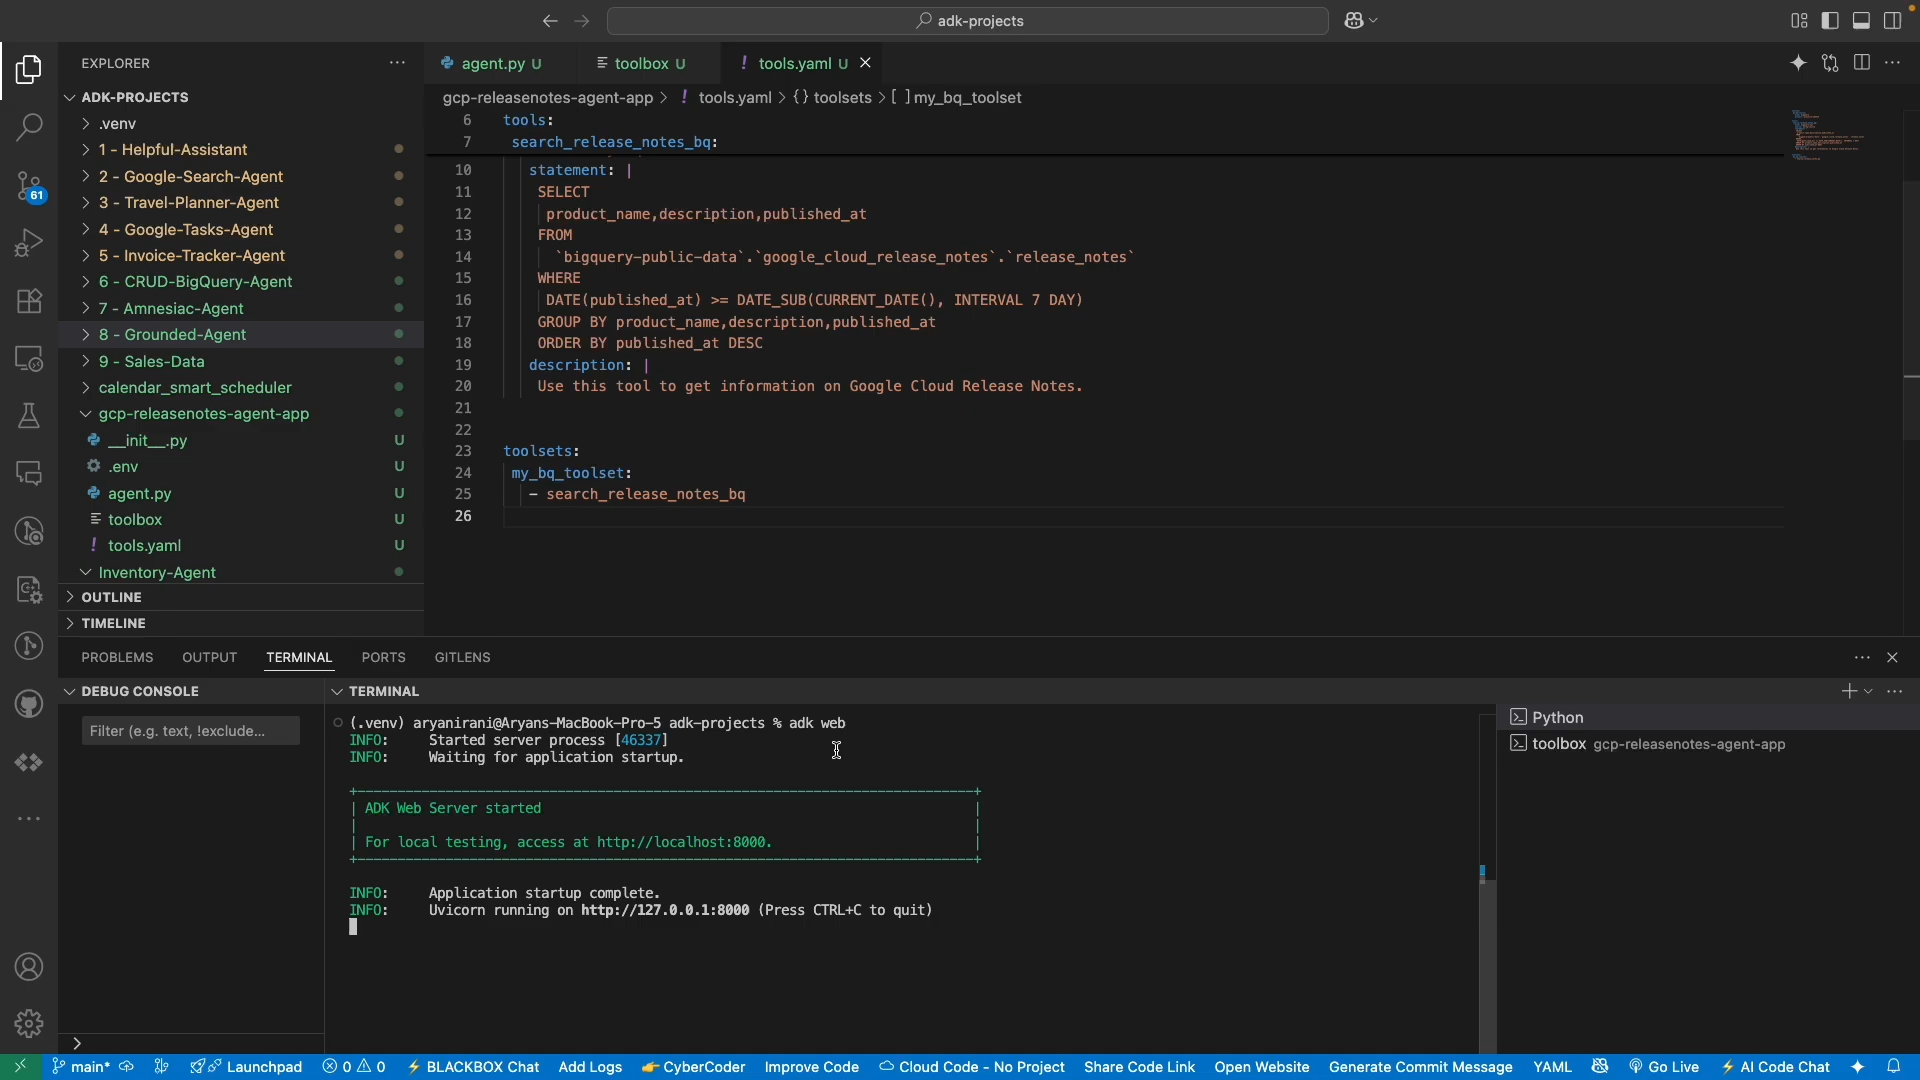 adk-projects
EXPLORER
ADK-PROJECTS
.venv
1 - Helpful-Assistant
2 - Google-Search-Agent
3 - Travel-Planner-Agent
4 - Google-Tasks-Agent
5 - Invoice-Tracker-Agent
6 - CRUD-BigQuery-Agent
7 - Amnesiac-Agent
8 - Grounded-Agent
9 - Sales-Data
calendar_smart_scheduler
gcp-releasenotes-agent-app
__init__.py U
.env U
agent.py U
toolbox U
! tools.yaml U
Inventory-Agent
OUTLINE
TIMELINE
61
agent.py U
toolbox U
! tools.yaml U
gcp-releasenotes-agent-app > ! tools.yaml > {} toolsets > [ ] my_bq_toolset
6 tools:
7 search_release_notes_bq:
10 statement: |
11 SELECT
12 product_name,description,published_at
13 FROM
14 `bigquery-public-data`.`google_cloud_release_notes`.`release_notes`
15 WHERE
16 DATE(published_at) >= DATE_SUB(CURRENT_DATE(), INTERVAL 7 DAY)
17 GROUP BY product_name,description,published_at
18 ORDER BY published_at DESC
19 description: |
20 Use this tool to get information on Google Cloud Release Notes.
21
22
23 toolsets:
24 my_bq_toolset:
25 - search_release_notes_bq
26
PROBLEMS OUTPUT TERMINAL PORTS GITLENS
DEBUG CONSOLE
Filter (e.g. text, !exclude...
TERMINAL
(.venv) aryanirani@Aryans-MacBook-Pro-5 adk-projects % adk web
INFO: Started server process [46337]
INFO: Waiting for application startup.
ADK Web Server started
For local testing, access at http://localhost:8000.
INFO: Application startup complete.
INFO: Uvicorn running on http://127.0.0.1:8000 (Press CTRL+C to quit)
Python
toolbox gcp-releasenotes-agent-app
main* Launchpad 0 0 BLACKBOX Chat Add Logs CyberCoder Improve Code Cloud Code - No Project Share Code Link Open Website Generate Commit Message YAML Go Live AI Code Chat